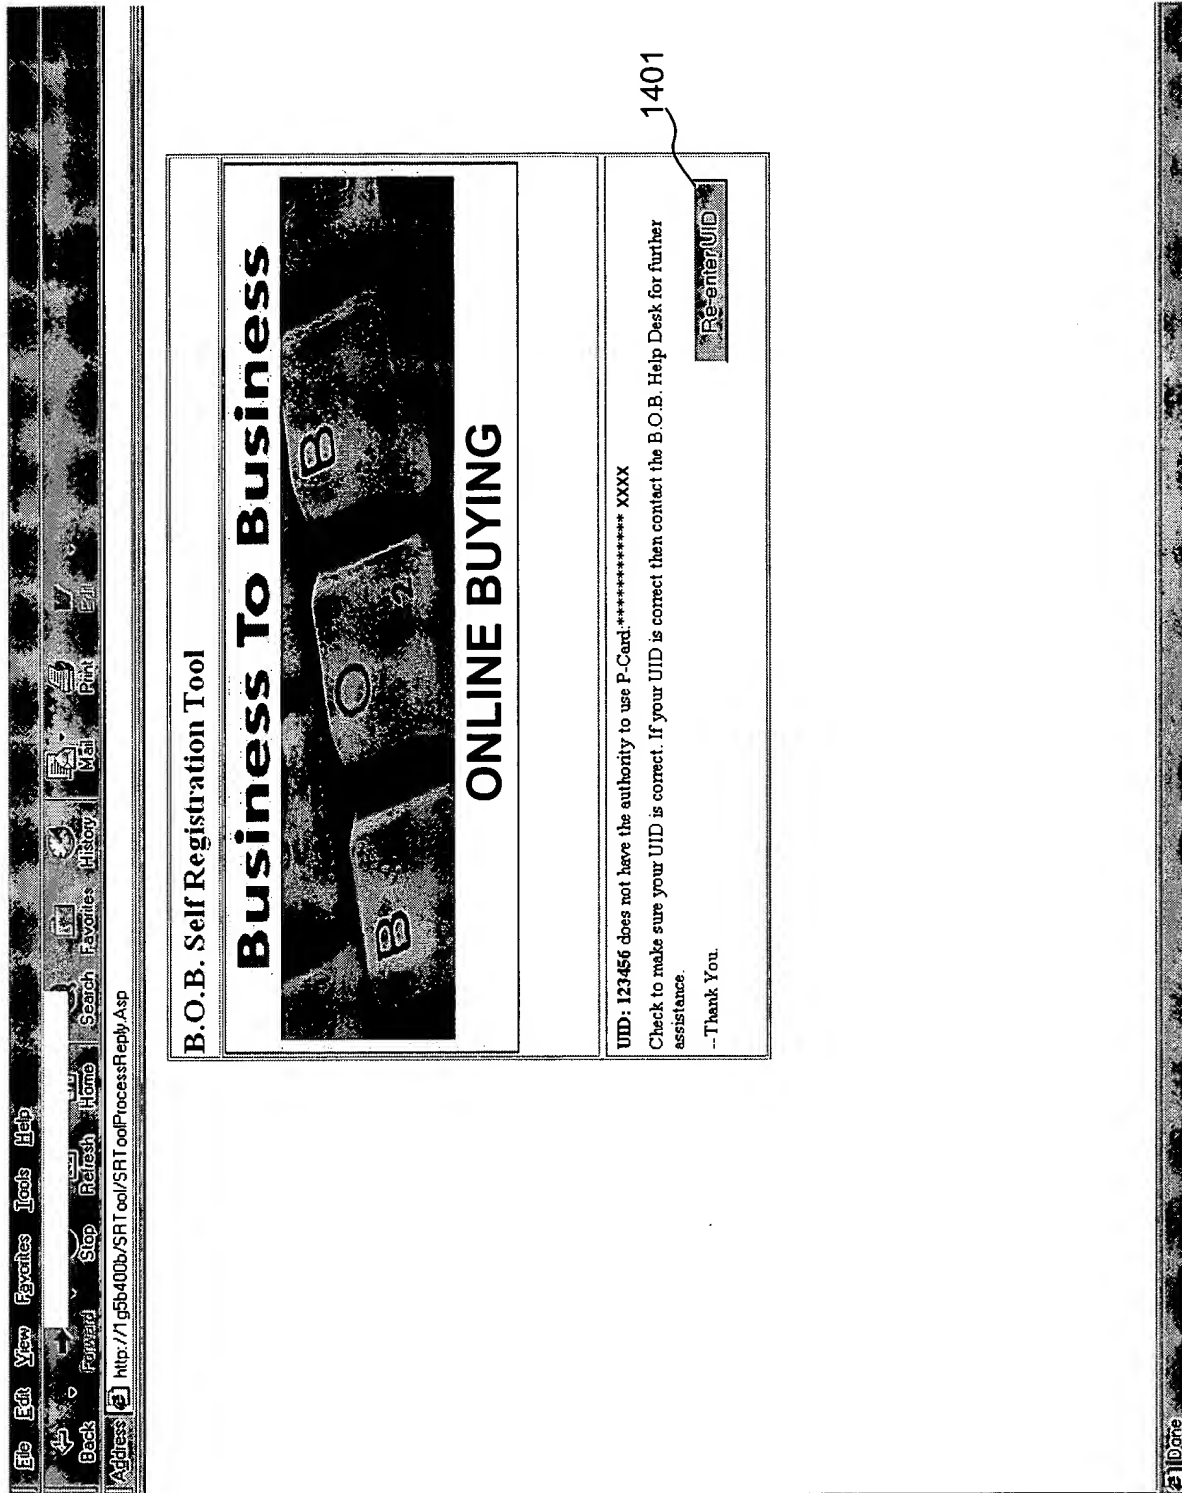 File Edit View Favorites Tools Help
Back Forward Stop Refresh Home Search Favorites History Mail Print Edit
Address http://1g5b400b/SRTool/SRToolProcessReply.Asp
B.O.B. Self Registration Tool
Business To Business
B O 2 B
ONLINE BUYING
UID: 123456 does not have the authority to use P-Card:************ XXXX
Check to make sure your UID is correct. If your UID is correct then contact the B.O.B. Help Desk for further
assistance.
--Thank You.
Re-enter UID
1401
Done